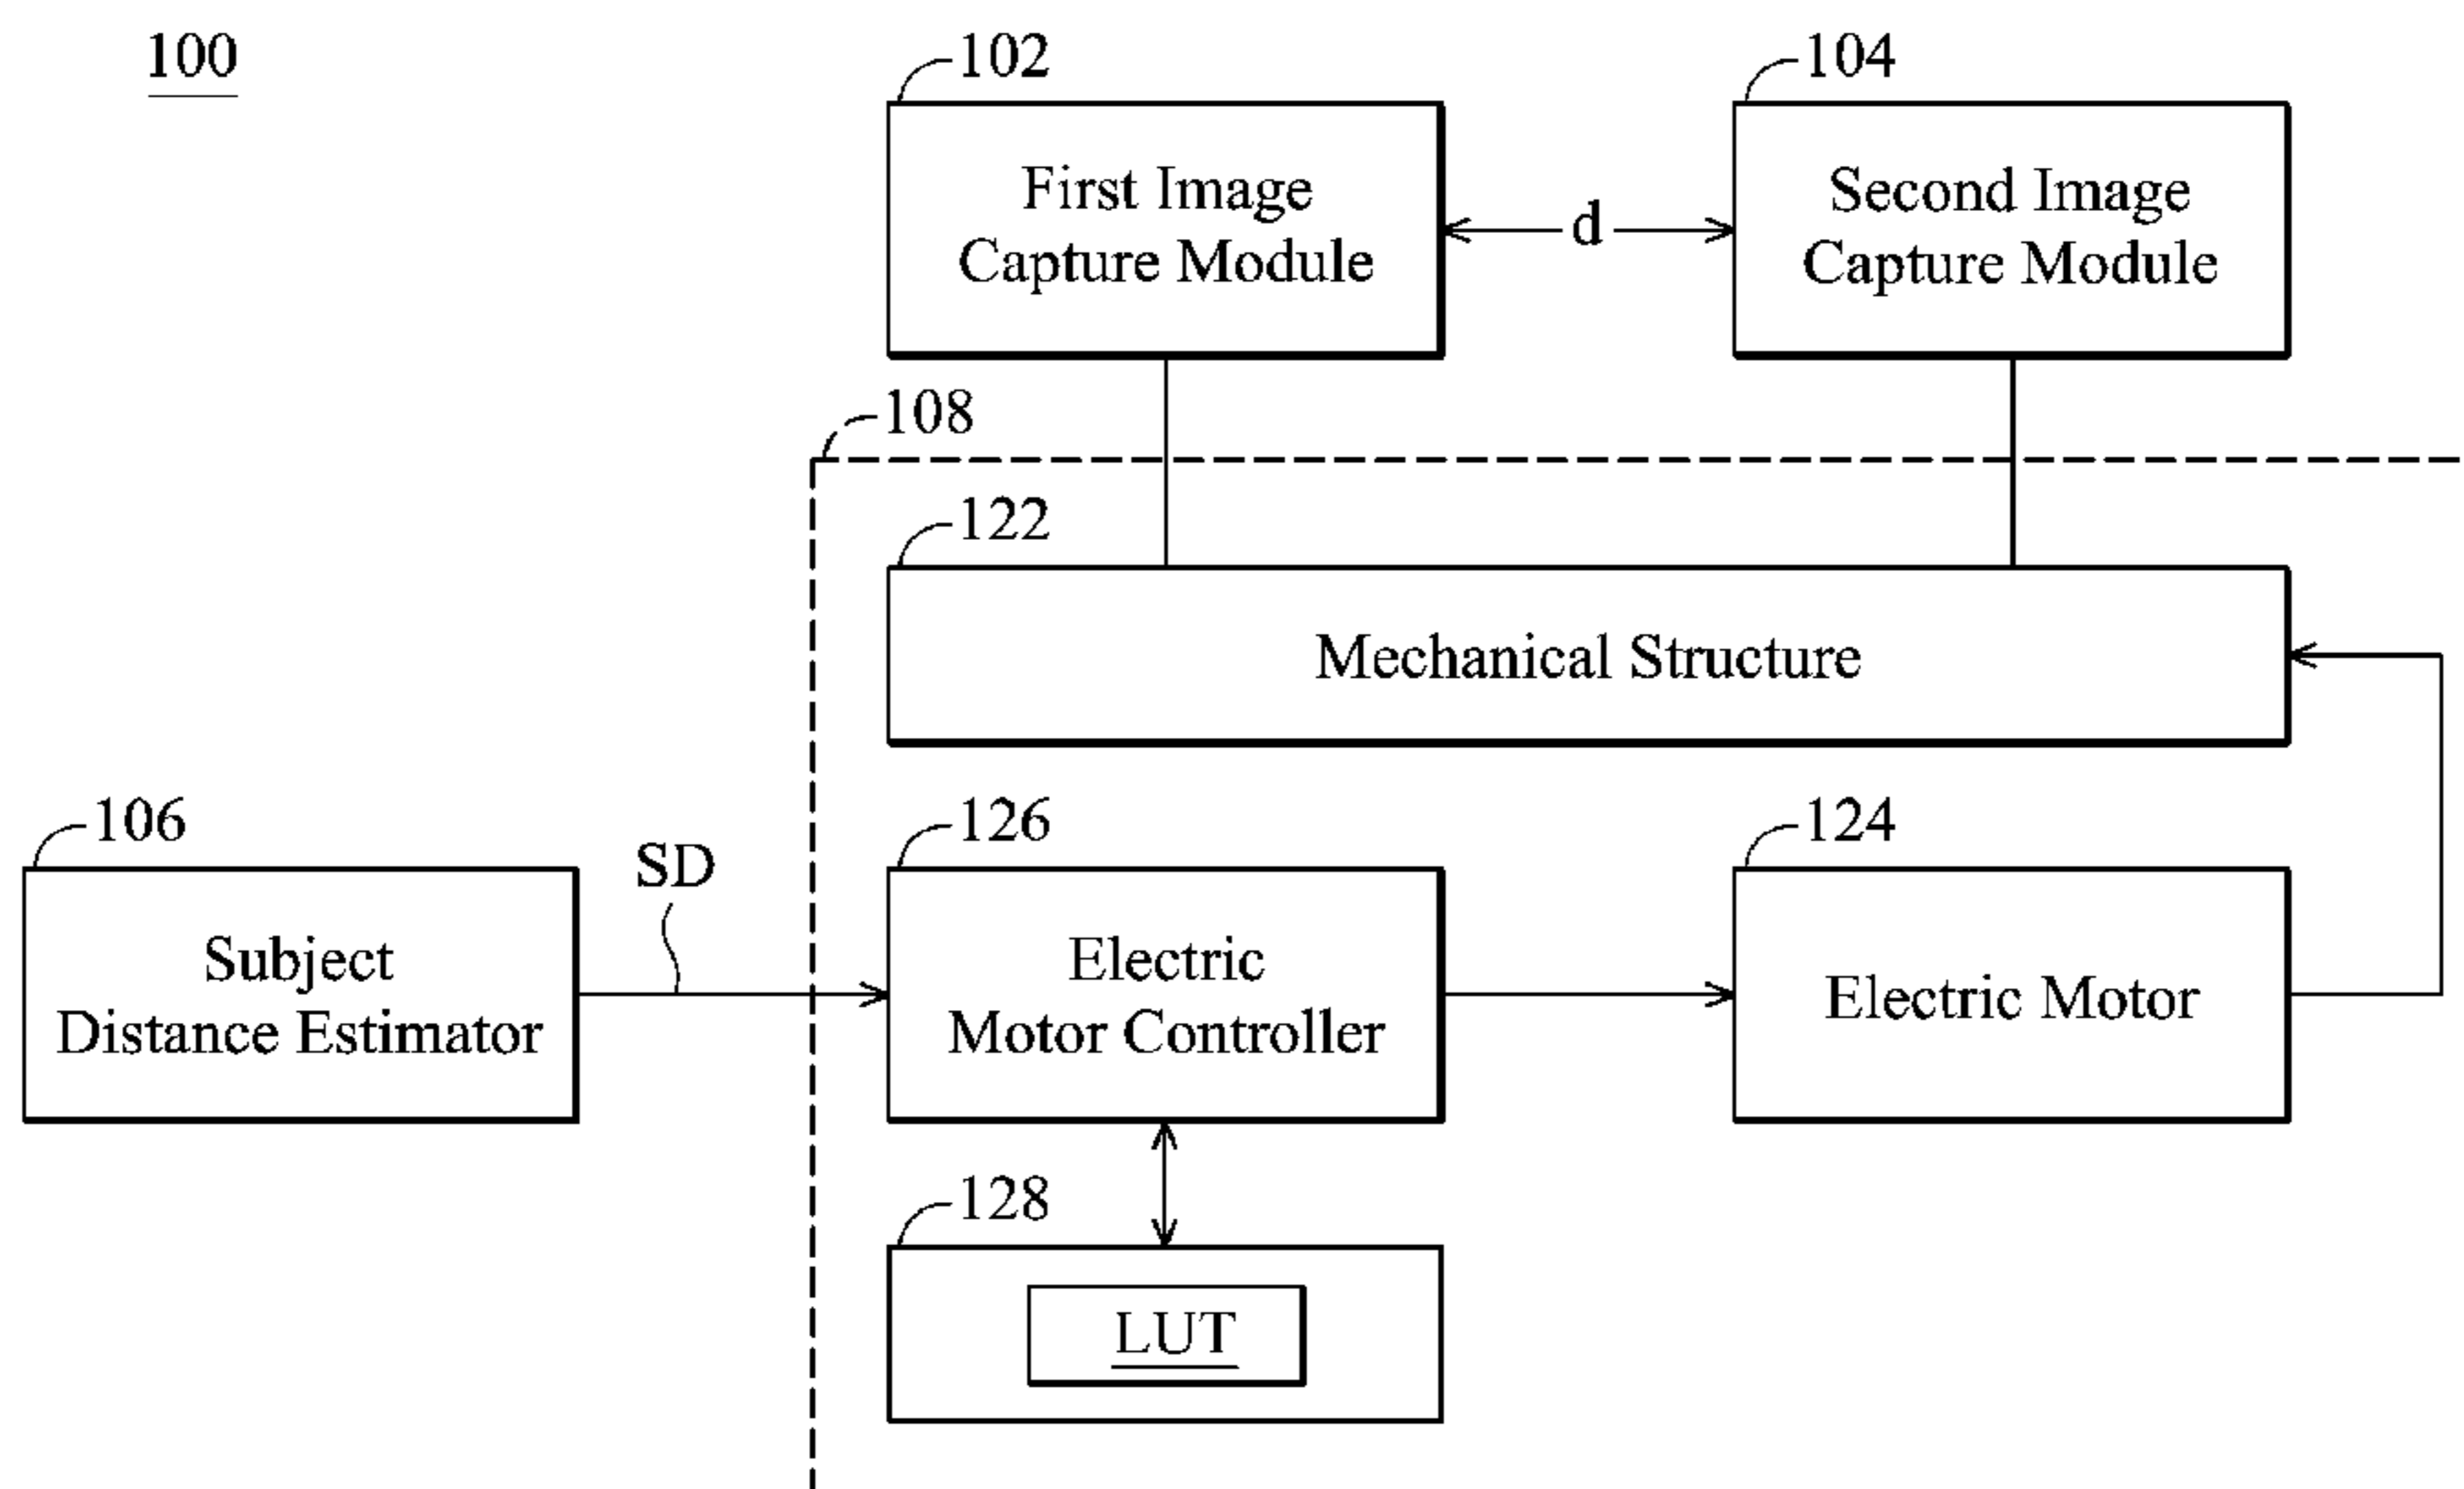 100
102
104
First Image
Capture Module
d
Second Image
Capture Module
108
122
Mechanical Structure
106
SD
126
124
Subject
Distance Estimator
Electric
Motor Controller
Electric Motor
128
LUT